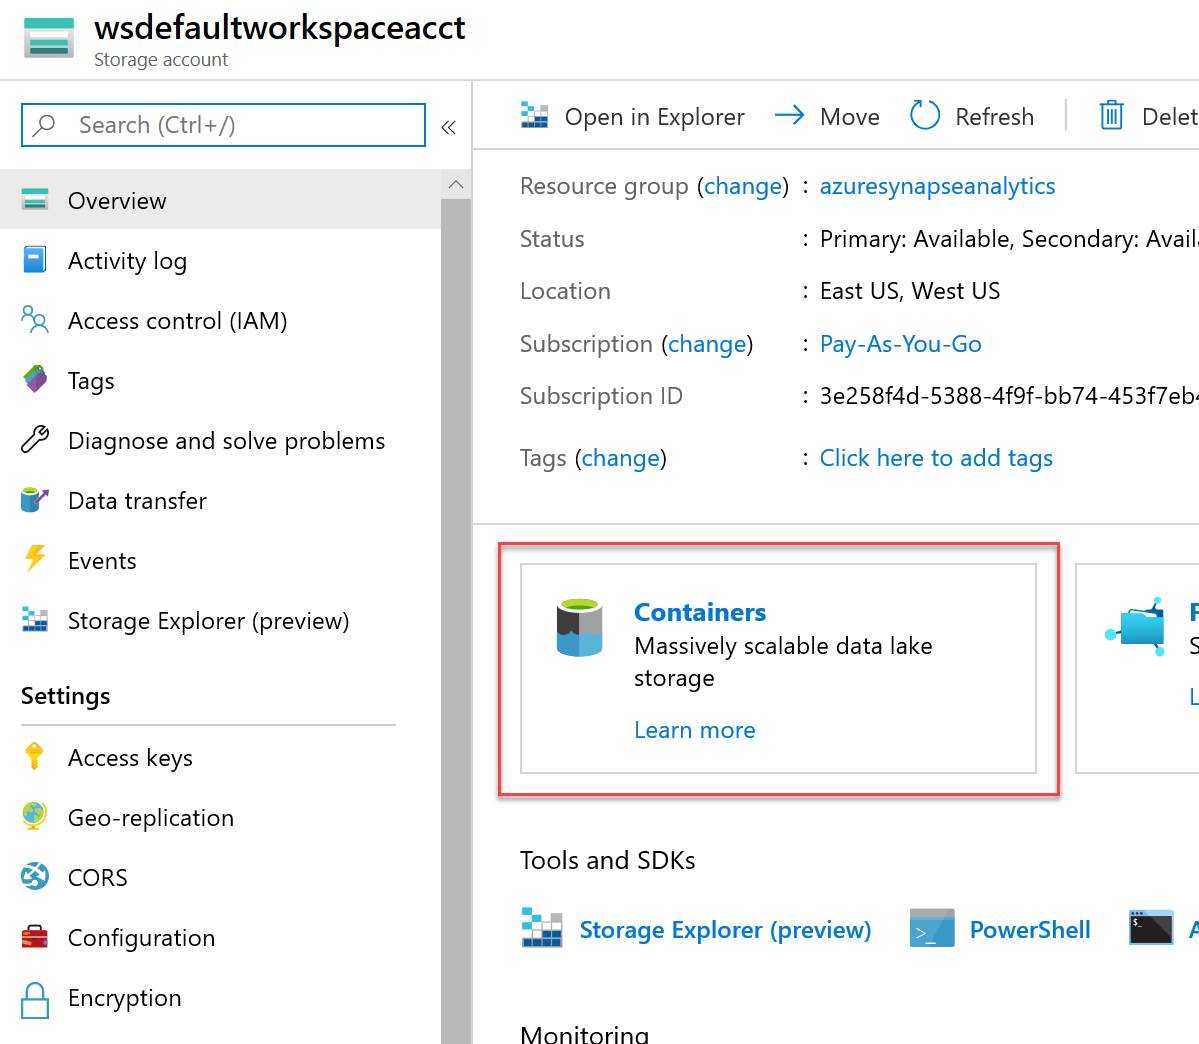 wsdefaultworkspaceacct
Storage account
Search (Ctrl+/)
«
Overview
Activity log
Access control (IAM)
Tags
Diagnose and solve problems
Data transfer
Events
Storage Explorer (preview)
Settings
Access keys
Geo-replication
CORS
Configuration
Encryption
Open in Explorer
Move
Refresh
Delet
Resource group (change) : azuresynapseanalytics
Status : Primary: Available, Secondary: Avail
Location : East US, West US
Subscription (change) : Pay-As-You-Go
Subscription ID : 3e258f4d-5388-4f9f-bb74-453f7eb4
Tags (change) : Click here to add tags
Containers
Massively scalable data lake
storage
Learn more
F
S
L
Tools and SDKs
Storage Explorer (preview)
PowerShell
A
Monitoring